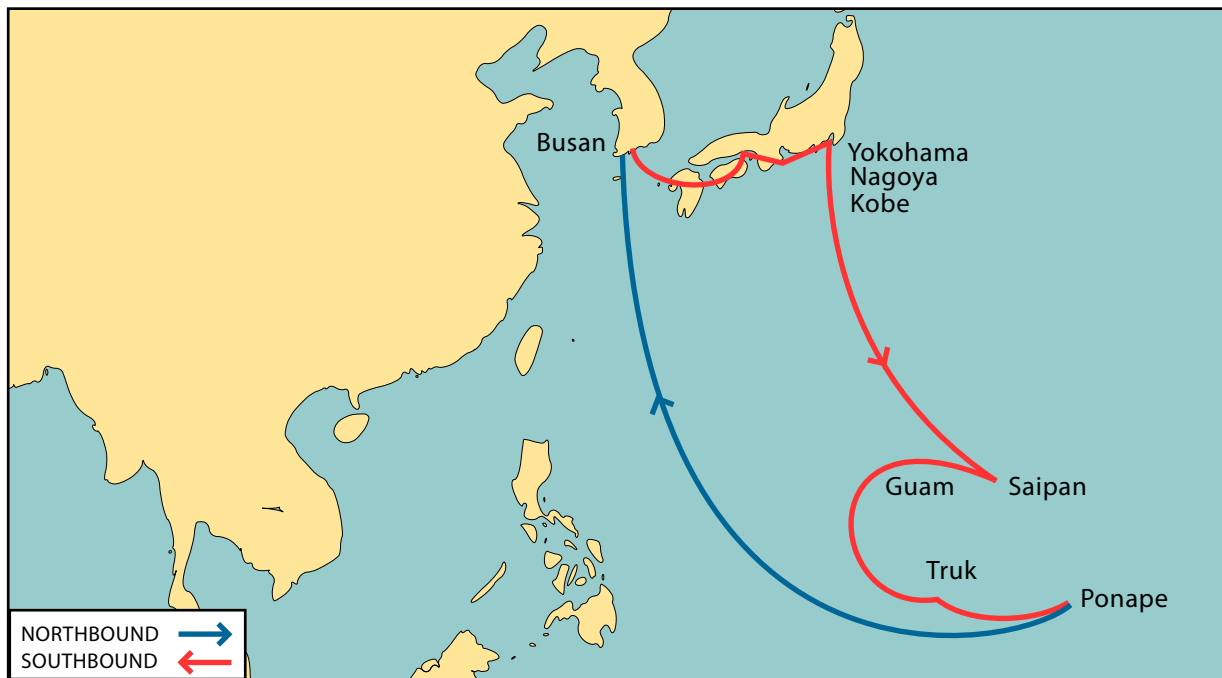 Busan
Yokohama
Nagoya
Kobe
Guam
Saipan
Truk
Ponape
NORTHBOUND
SOUTHBOUND